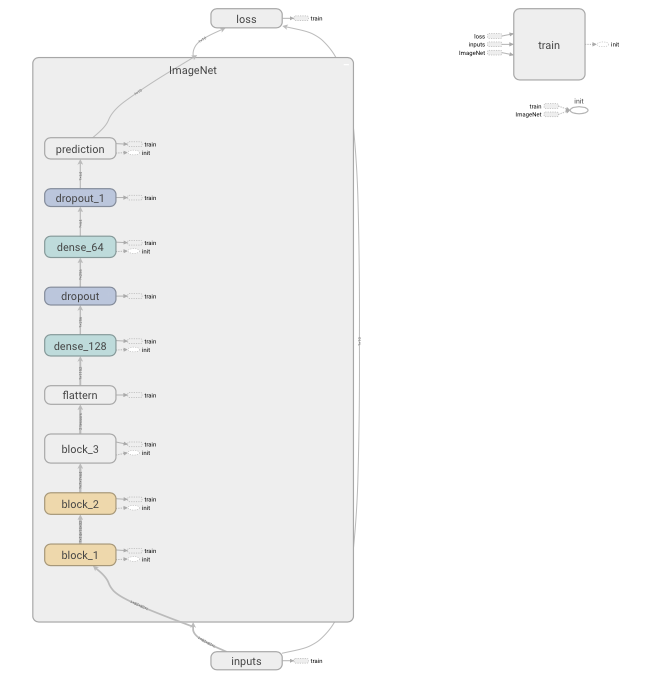 loss
train
ImageNet
prediction
train
init
dropout_1
train
dense_64
train
init
dropout
train
dense_128
train
init
flattern
train
block_3
train
init
block_2
train
init
block_1
train
init
inputs
train
loss
inputs
ImageNet
train
init
init
train
ImageNet